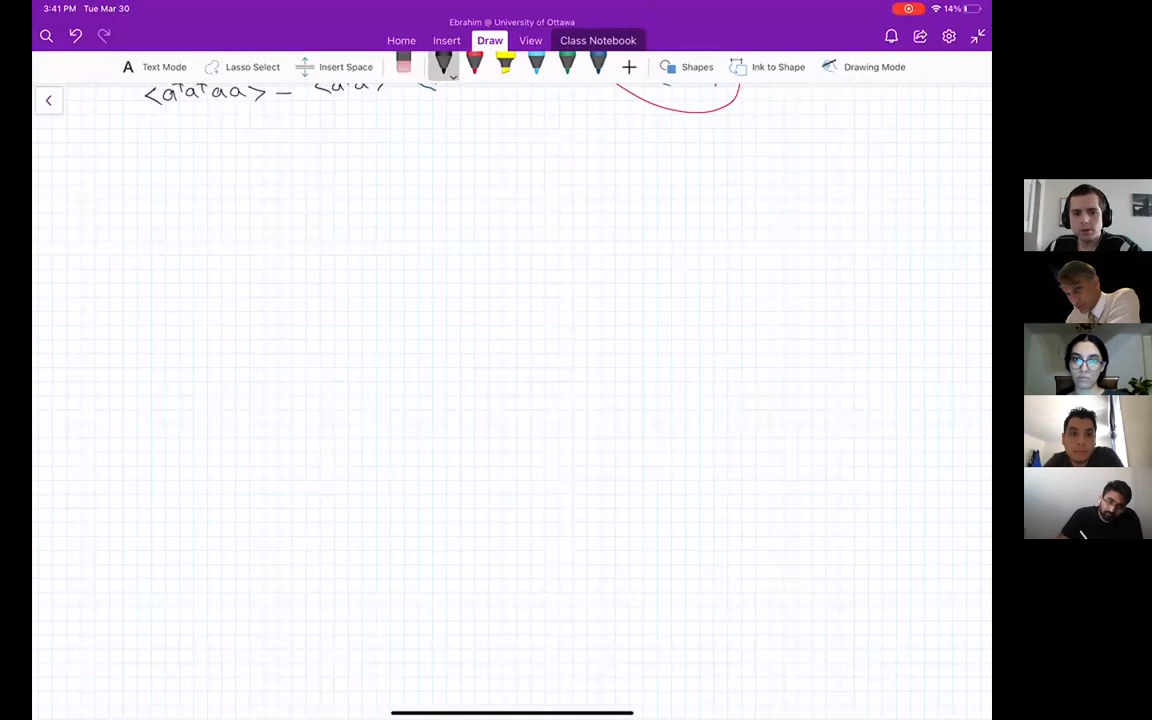 3:41 PM Tue Mar 30
14%
Ebrahim @ University of Ottawa
Home Insert Draw View Class Notebook
A Text Mode Lasso Select Insert Space Shapes Ink to Shape Drawing Mode
<a†a†aa> –